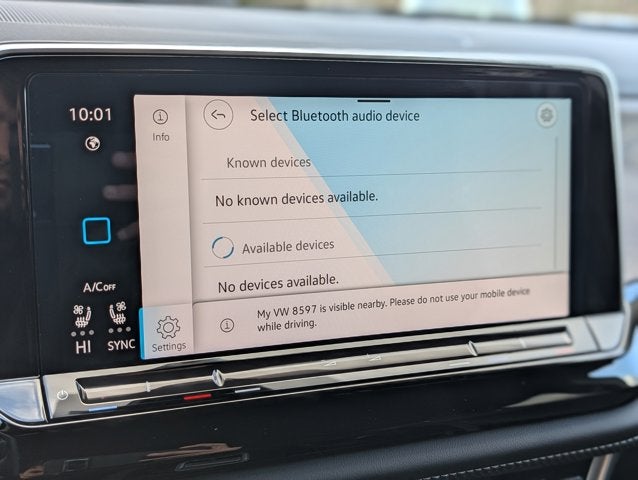 10:01
Info
Select Bluetooth audio device
Known devices
No known devices available.
Available devices
No devices available.
A/C OFF
HI
SYNC
Settings
My VW 8597 is visible nearby. Please do not use your mobile device
while driving.